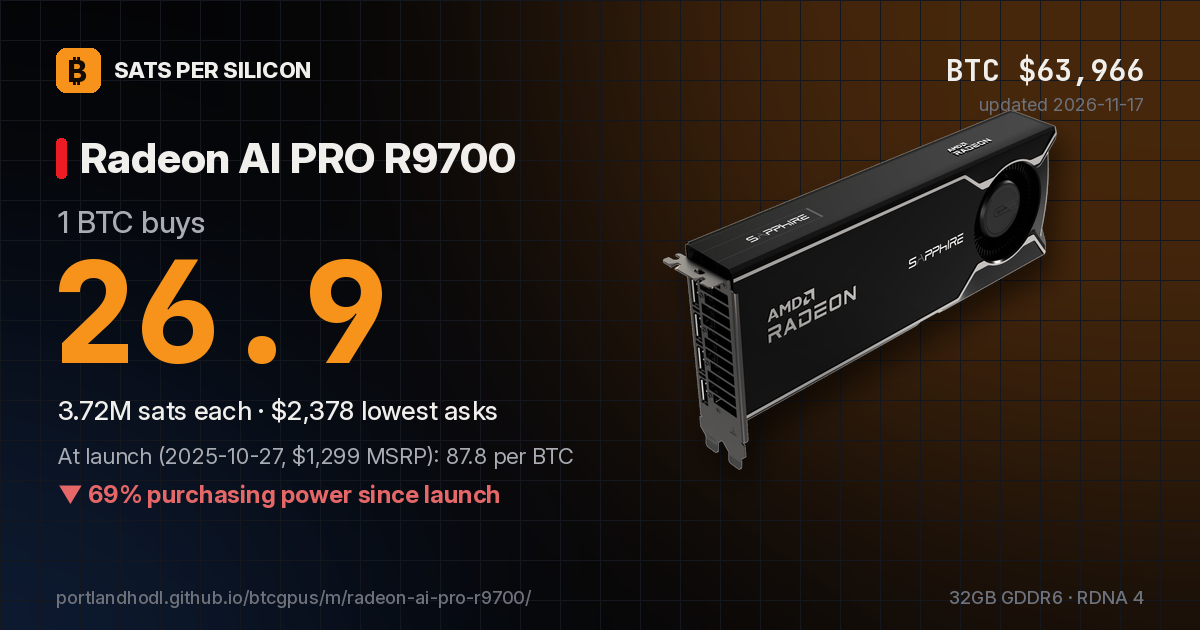 SATS PER SILICON
BTC $63,966
updated 2026-11-17
Radeon AI PRO R9700
1 BTC buys
26.9
3.72M sats each · $2,378 lowest asks
At launch (2025-10-27, $1,299 MSRP): 87.8 per BTC
▼ 69% purchasing power since launch
AMD
RADEON
SAPPHIRE
SAPPHIRE
AMD
RADEON
portlandhodl.github.io/btcgpus/m/radeon-ai-pro-r9700/
32GB GDDR6 · RDNA 4